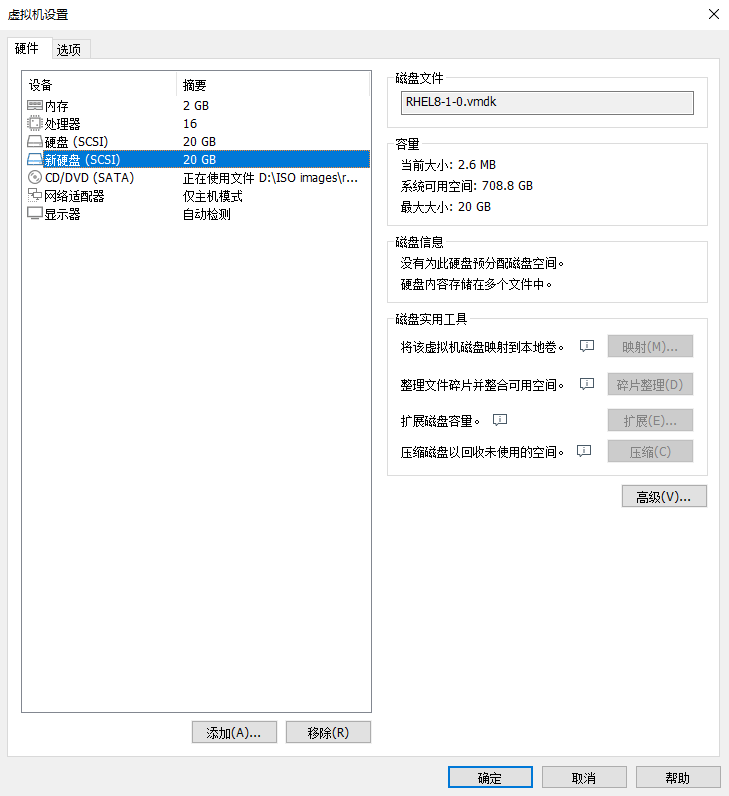 虚拟机设置
硬件 选项
设备 摘要
内存 2 GB
处理器 16
硬盘 (SCSI) 20 GB
新硬盘 (SCSI) 20 GB
CD/DVD (SATA) 正在使用文件 D:\ISO images\r...
网络适配器 仅主机模式
显示器 自动检测
添加(A)... 移除(R)
磁盘文件
RHEL8-1-0.vmdk
容量
当前大小: 2.6 MB
系统可用空间: 708.8 GB
最大大小: 20 GB
磁盘信息
没有为此硬盘预分配磁盘空间。
硬盘内容存储在多个文件中。
磁盘实用工具
将该虚拟机磁盘映射到本地卷。 映射(M)...
整理文件碎片并整合可用空间。 碎片整理(D)
扩展磁盘容量。 扩展(E)...
压缩磁盘以回收未使用的空间。 压缩(C)
高级(V)...
确定 取消 帮助